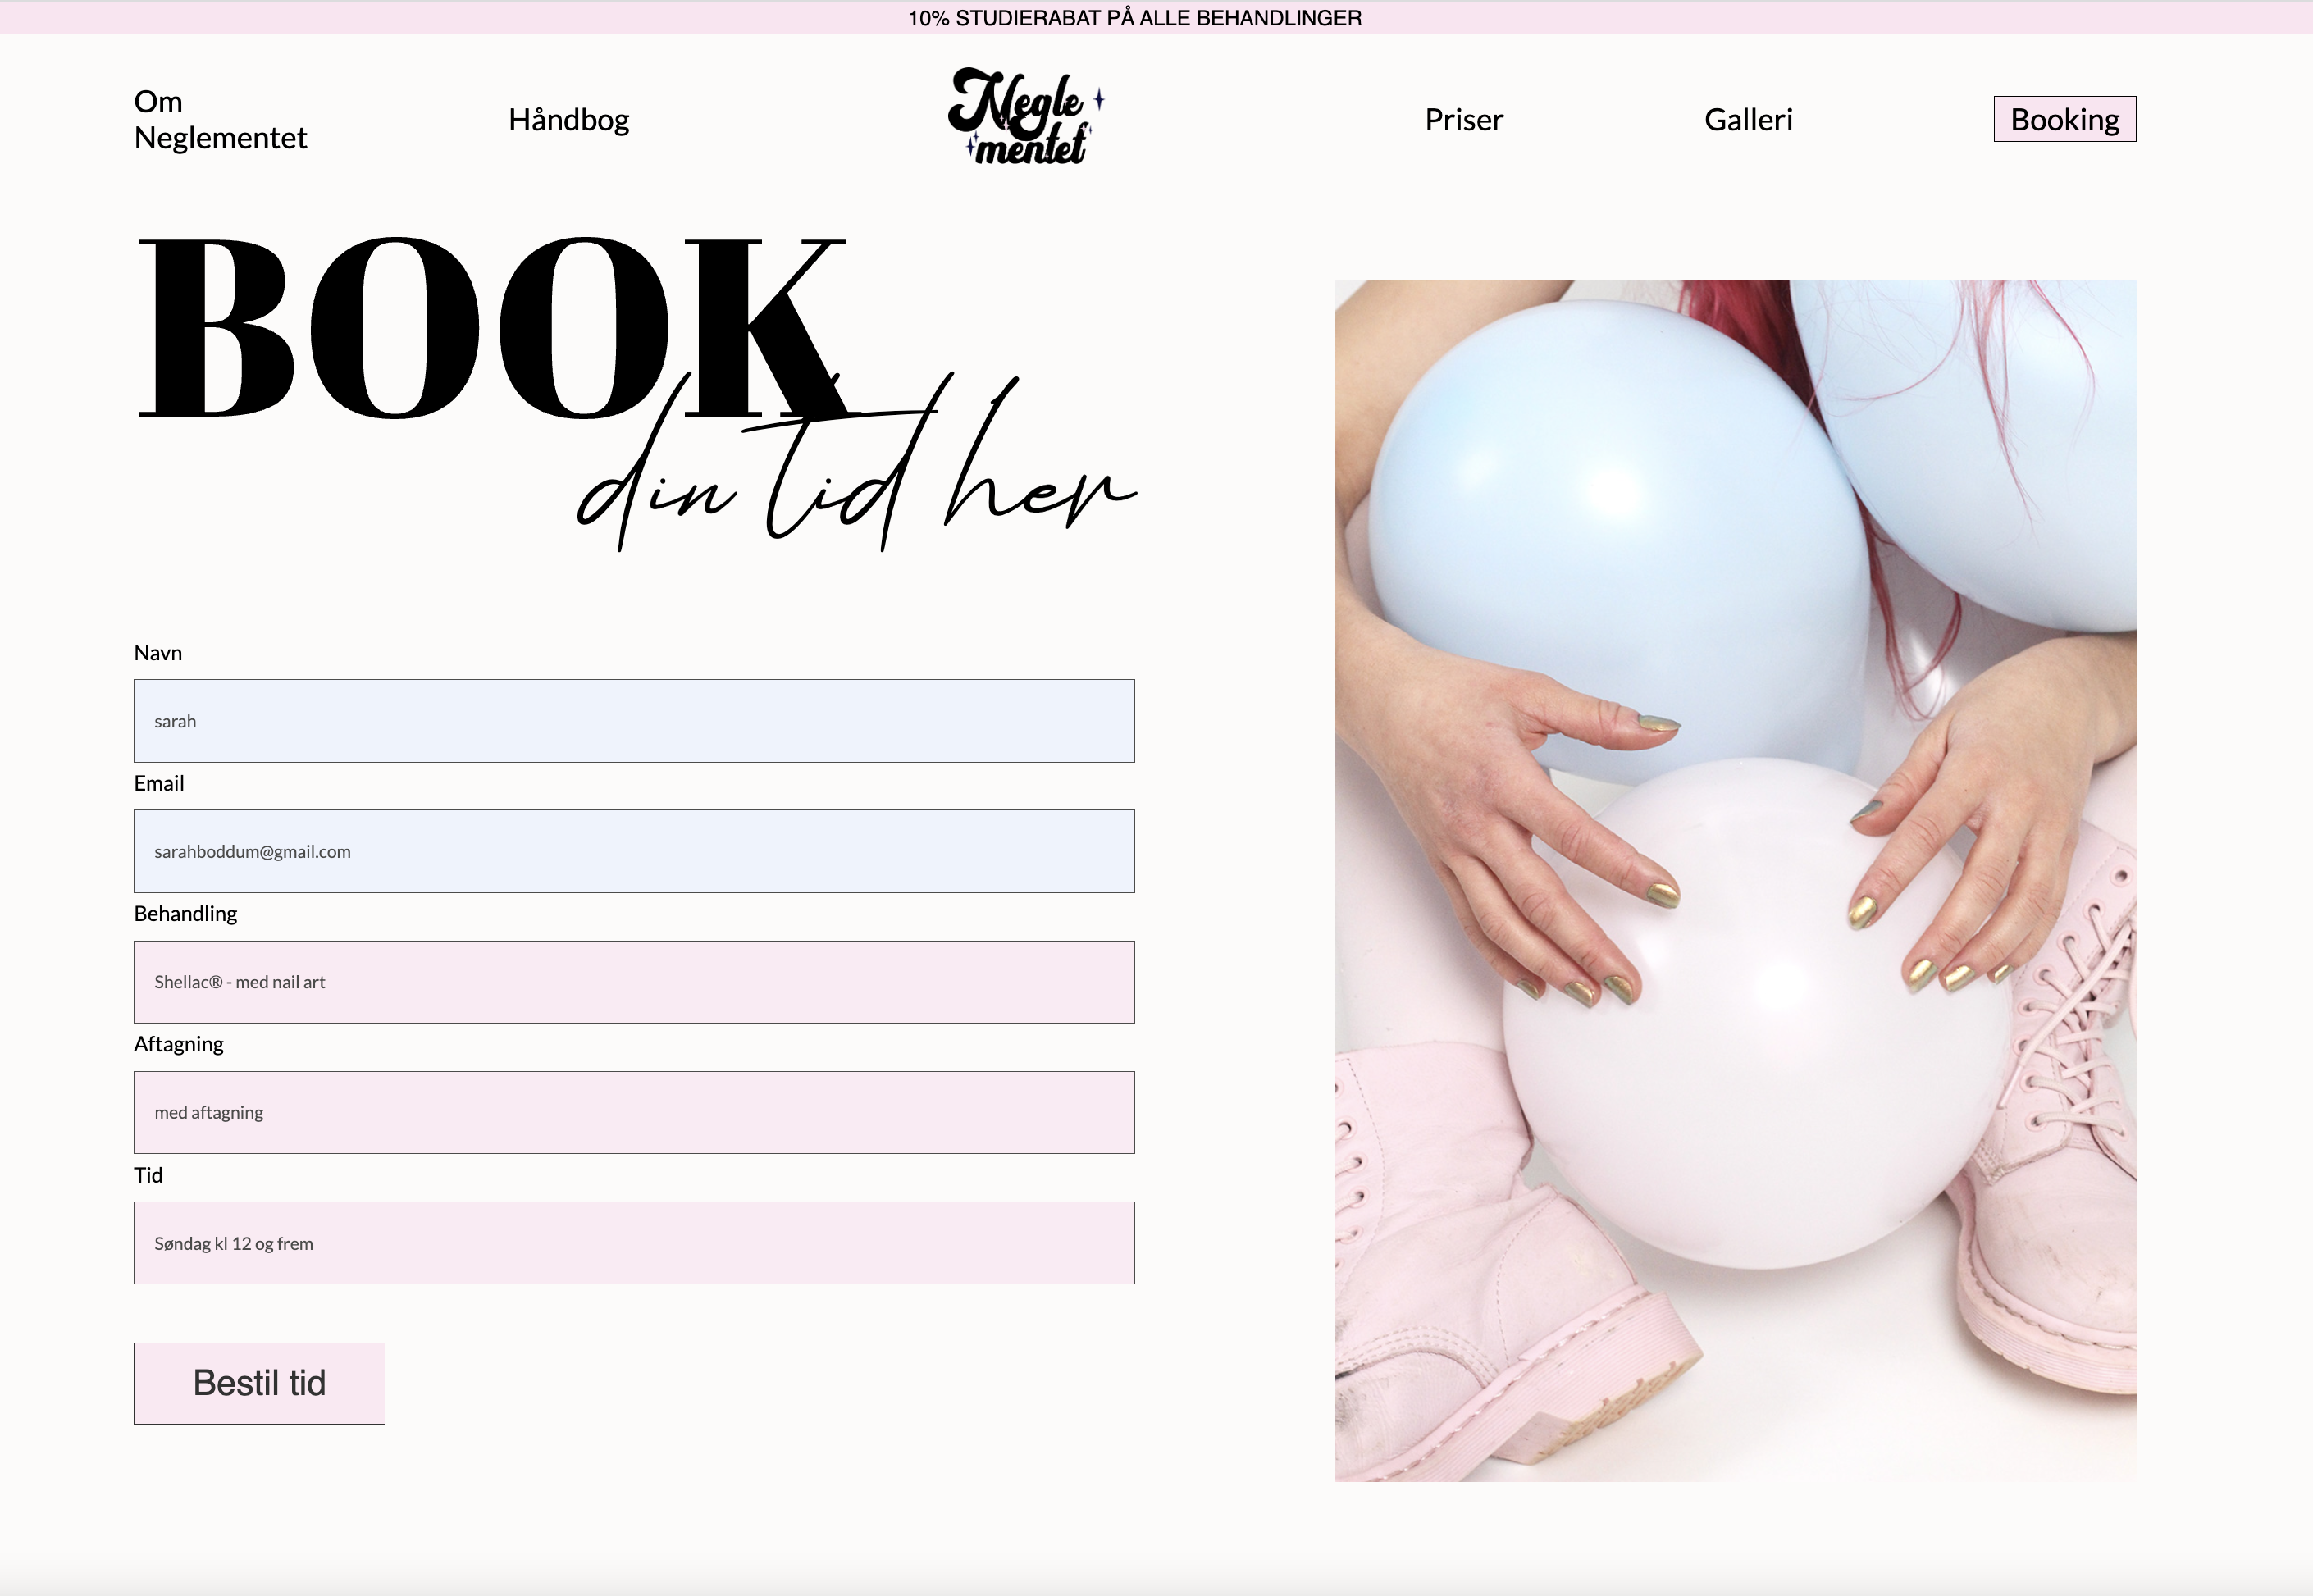 10% STUDIERABAT PÅ ALLE BEHANDLINGER
Om
Neglementet
Håndbog
Negle
mentet
Priser
Galleri
Booking
BOOK
din tid her
Navn
sarah
Email
sarahboddum@gmail.com
Behandling
Shellac® - med nail art
Aftagning
med aftagning
Tid
Søndag kl 12 og frem
Bestil tid